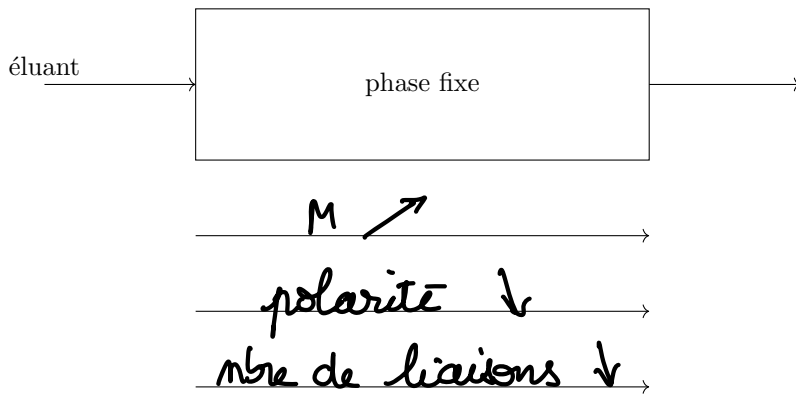 éluant
phase fixe
M ↗
polarité ↓
nbre de liaisons ↓